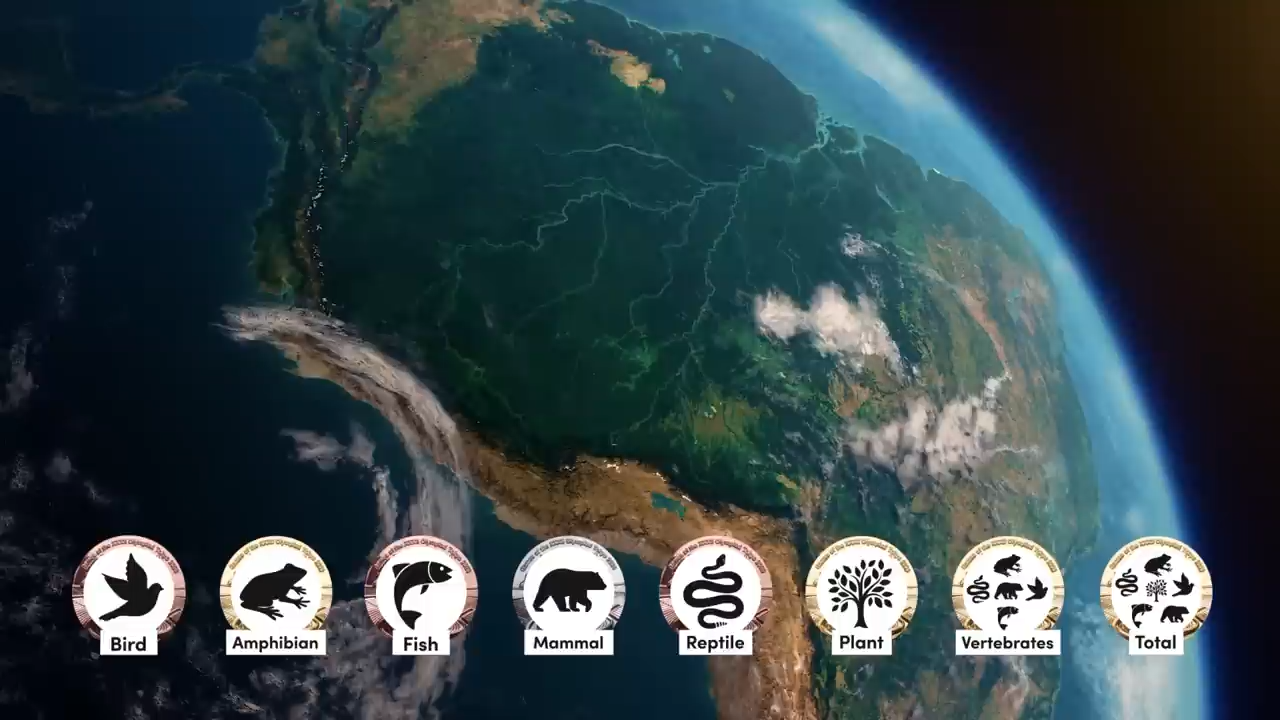 Bird
Amphibian
Fish
Mammal
Reptile
Plant
Vertebrates
Total